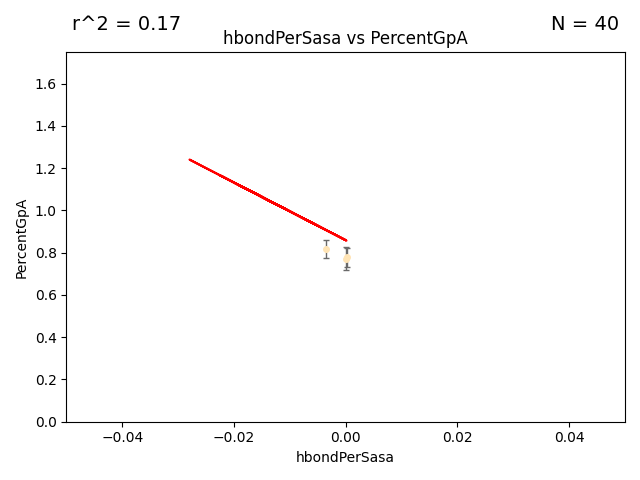 r^2 = 0.17
N = 40
hbondPerSasa vs PercentGpA
PercentGpA
1.6
1.4
1.2
1.0
0.8
0.6
0.4
0.2
0.0
−0.04 −0.02 0.00 0.02 0.04
hbondPerSasa